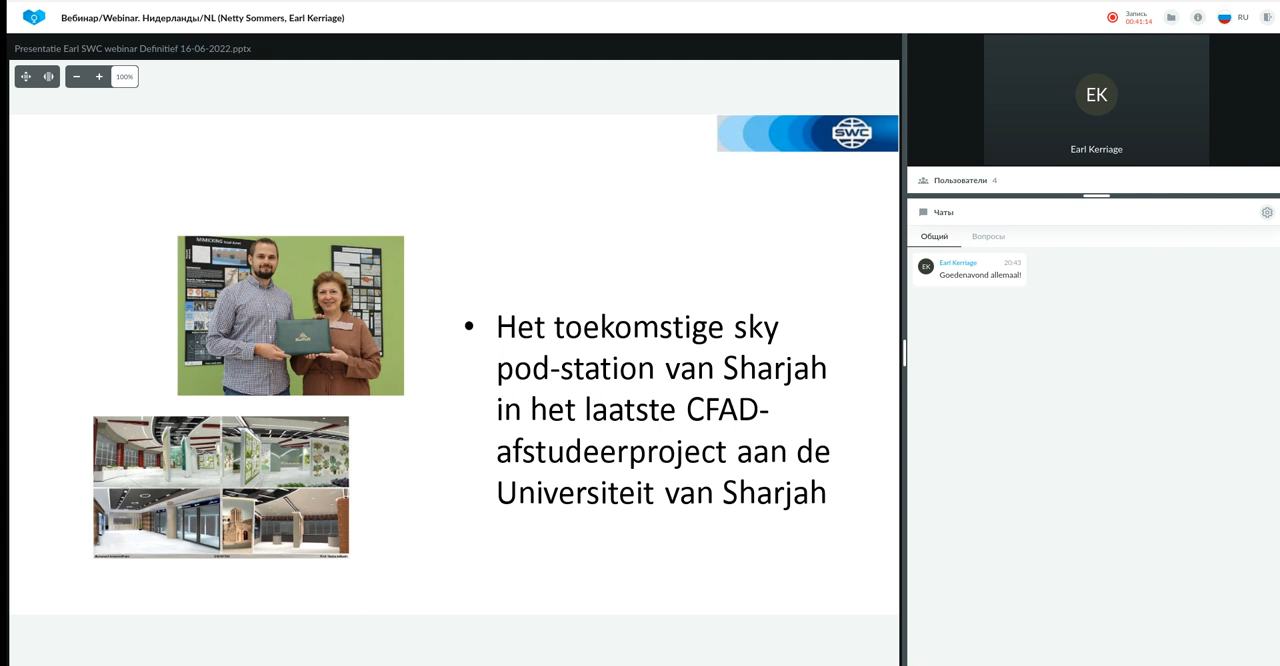 Вебинар/Webinar. Нидерланды/NL (Netty Sommers, Earl Kerriage)
Запись
00:41:14
RU
Presentatie Earl SWC webinar Definitief 16-06-2022.pptx
100%
SWC
EK
Earl Kerriage
Пользователи 4
Чаты
Общий
Вопросы
EK
Earl Kerriage
20:43
Goedenavond allemaal!
MIMICKING
Het toekomstige sky
pod-station van Sharjah
in het laatste CFAD-
afstudeerproject aan de
Universiteit van Sharjah